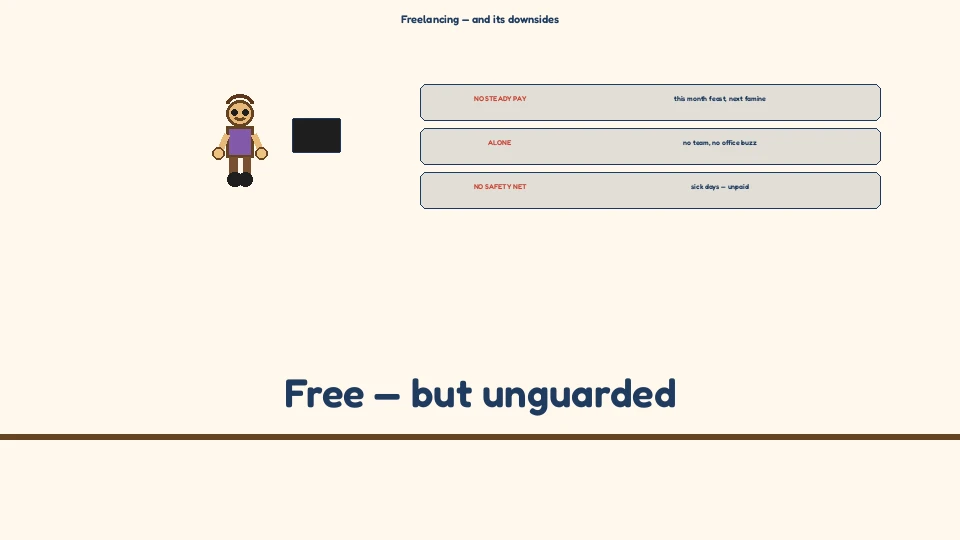 Freelancing — and its downsides
NO STEADY PAY this month feast, next famine
ALONE no team, no office buzz
NO SAFETY NET sick days — unpaid
Free — but unguarded